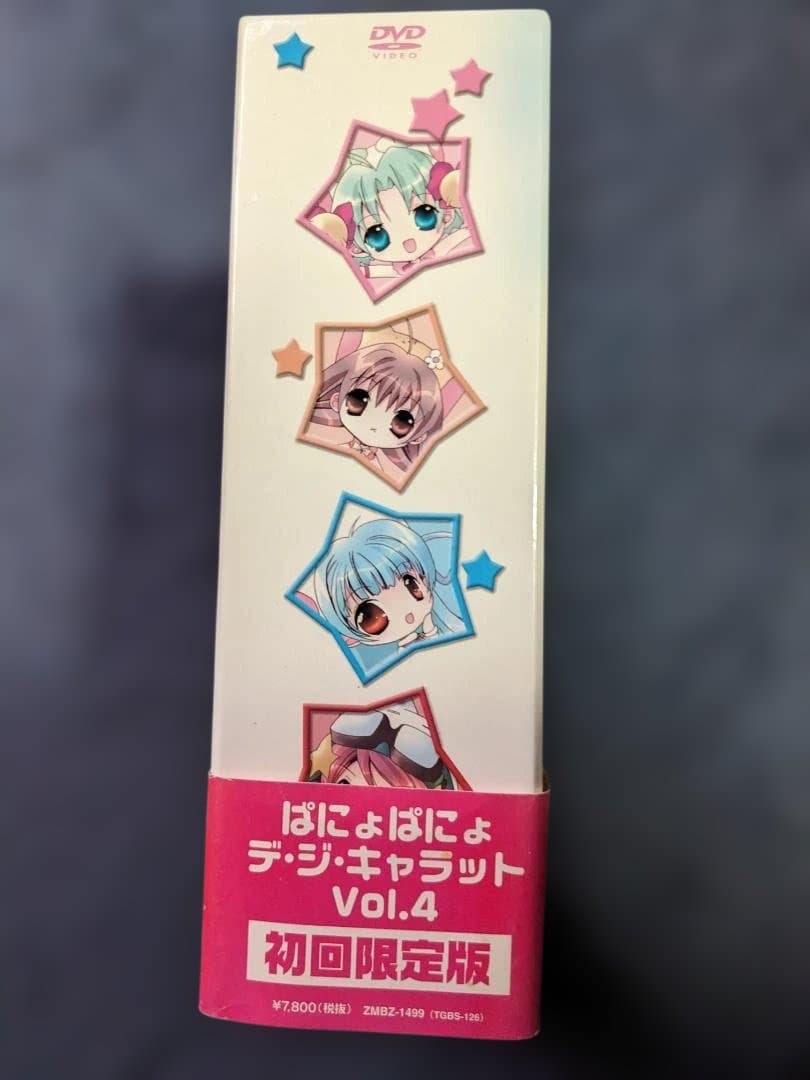 DVD
VIDEO
ぱにょぱにょ
デ・ジ・キャラット
Vol.4
初回限定版
¥7,800(税抜) ZMBZ-1499 (TGBS-126)